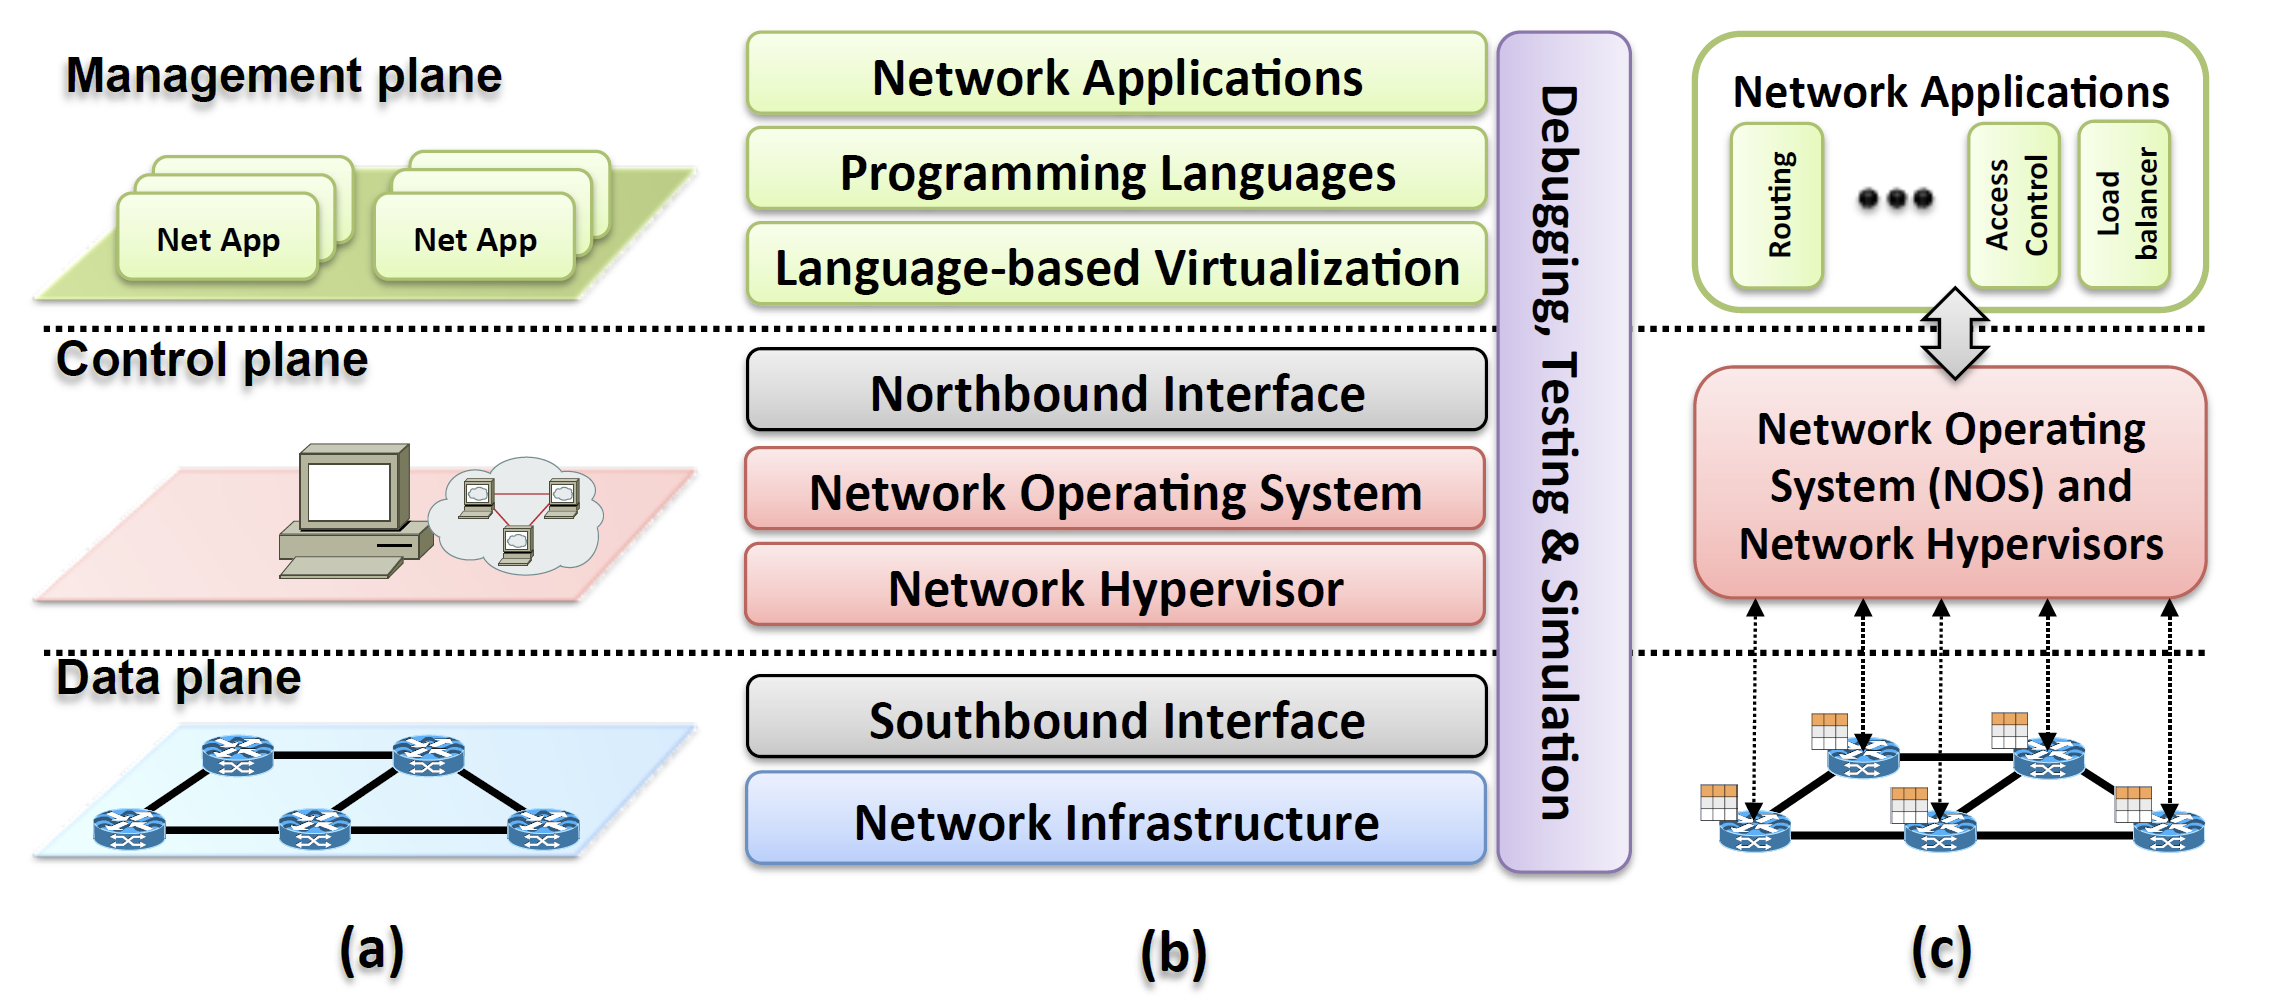 Management plane
Net App
Net App
Control plane
Data plane
(a)
Network Applications
Programming Languages
Language-based Virtualization
Northbound Interface
Network Operating System
Network Hypervisor
Southbound Interface
Network Infrastructure
Debugging, Testing & Simulation
(b)
Network Applications
Routing
Access
Control
Load
balancer
Network Operating
System (NOS) and
Network Hypervisors
(c)